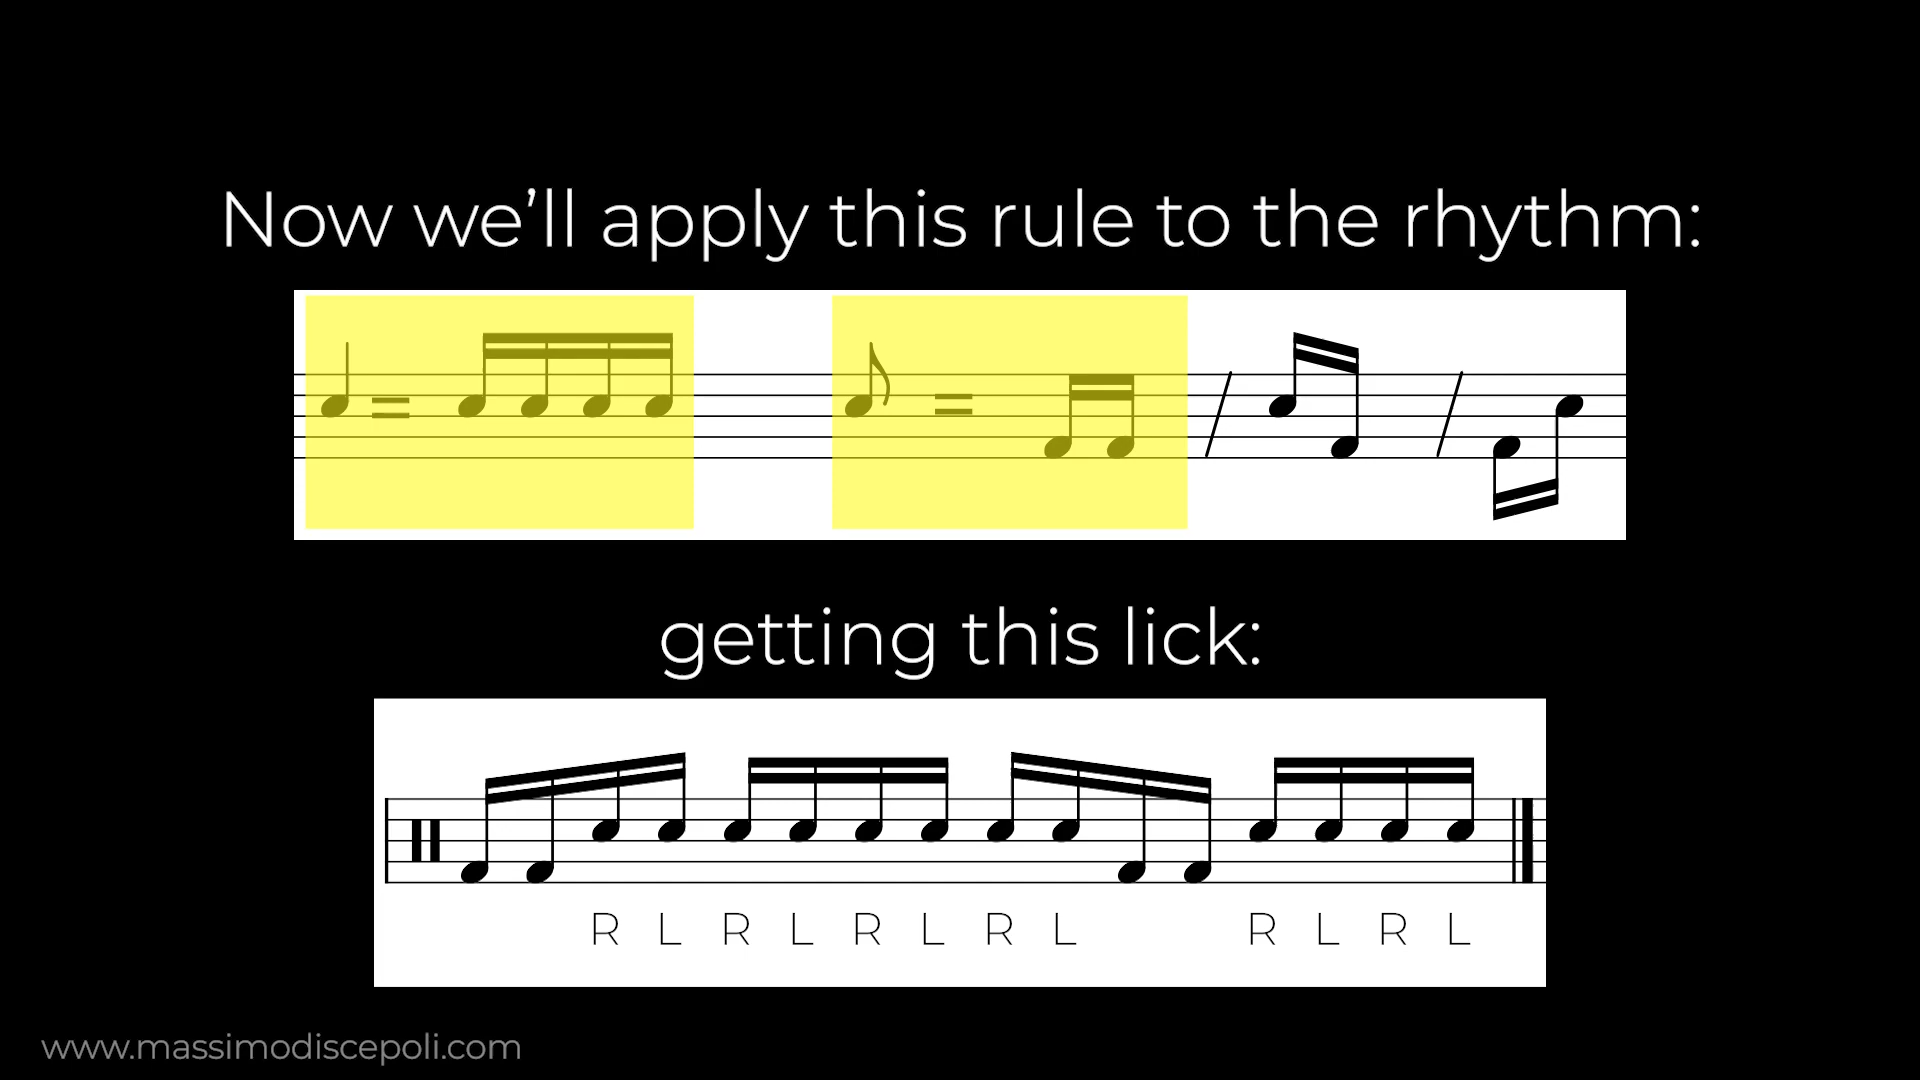 Now we’ll apply this rule to the rhythm:
getting this lick:
R L R L R L R L R L R L
www.massimodiscepoli.com